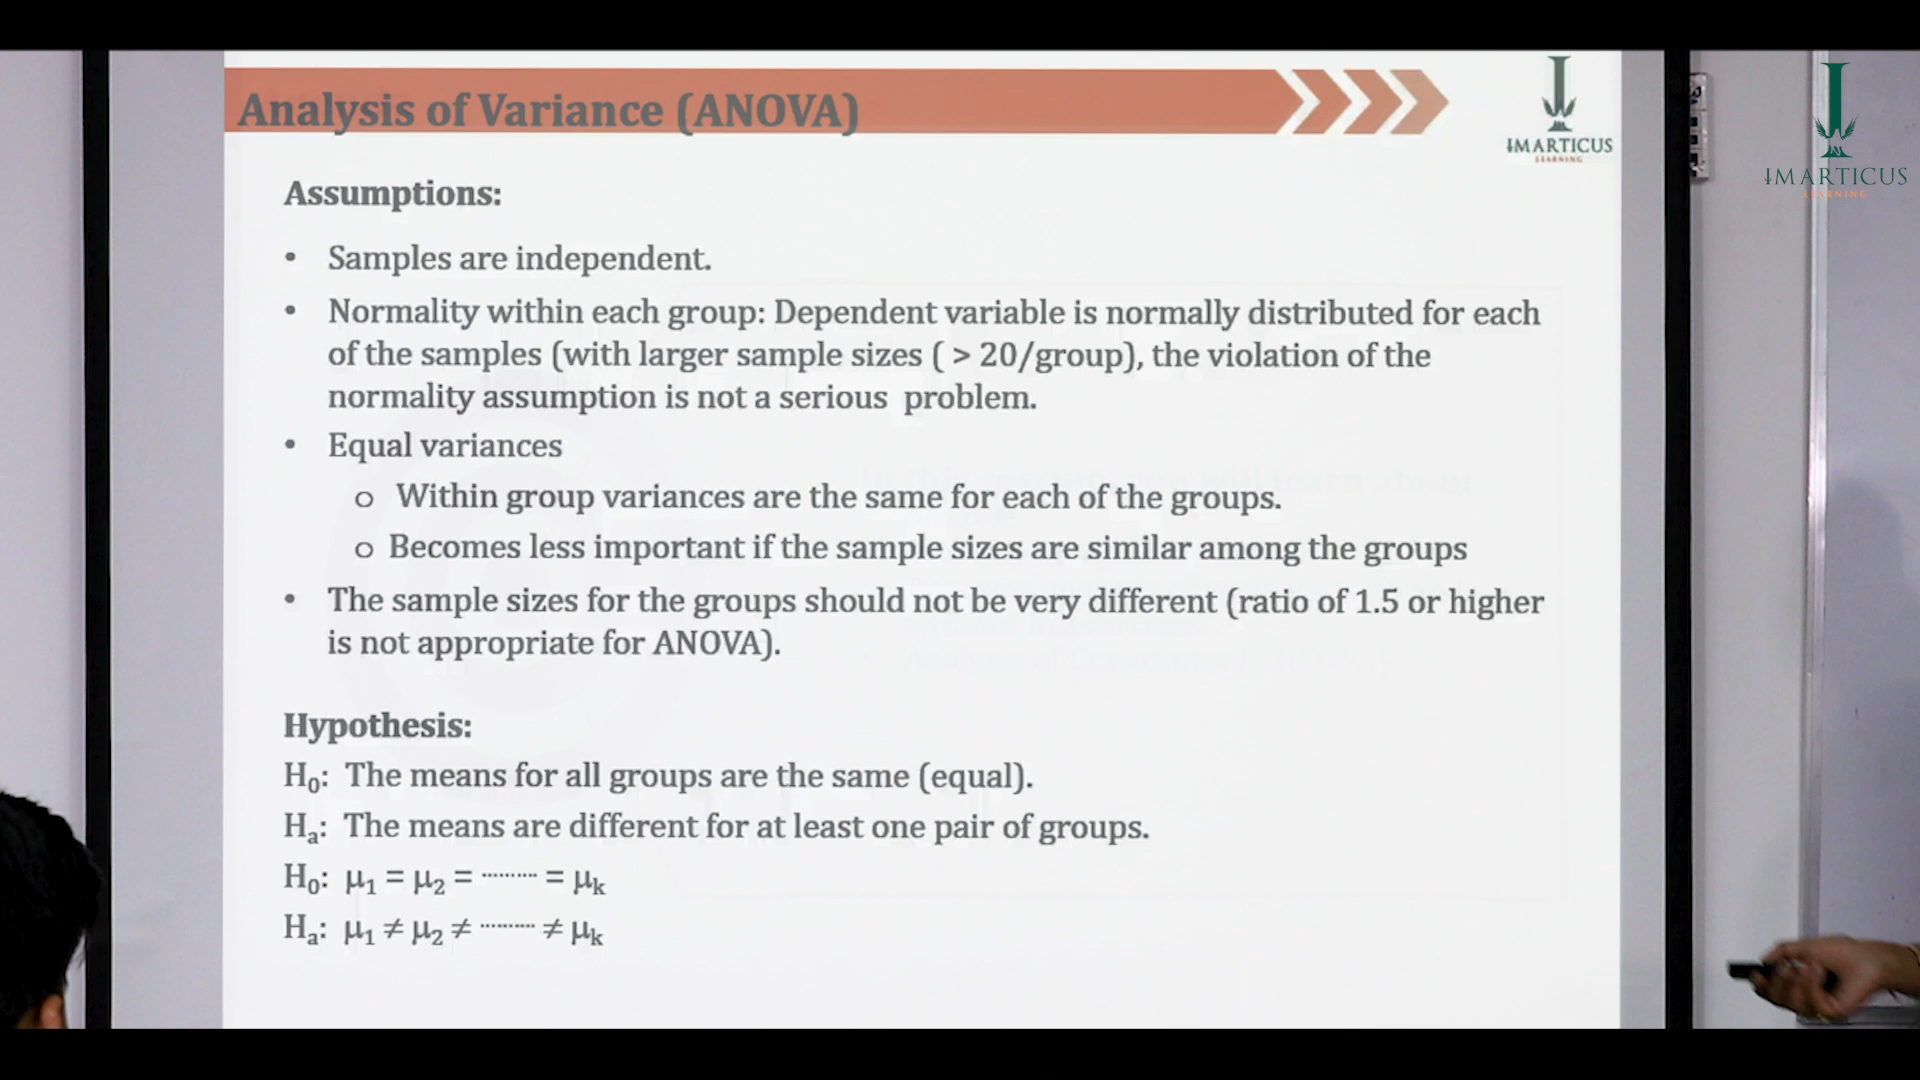 Analysis of Variance (ANOVA)
IMARTICUS
LEARNING
IMARTICUS
LEARNING
Assumptions:
• Samples are independent.
• Normality within each group: Dependent variable is normally distributed for each
of the samples (with larger sample sizes ( > 20/group), the violation of the
normality assumption is not a serious problem.
• Equal variances
o Within group variances are the same for each of the groups.
o Becomes less important if the sample sizes are similar among the groups
• The sample sizes for the groups should not be very different (ratio of 1.5 or higher
is not appropriate for ANOVA).
Hypothesis:
H₀: The means for all groups are the same (equal).
Hₐ: The means are different for at least one pair of groups.
H₀: μ₁ = μ₂ = ......... = μₖ
Hₐ: μ₁ ≠ μ₂ ≠ ......... ≠ μₖ